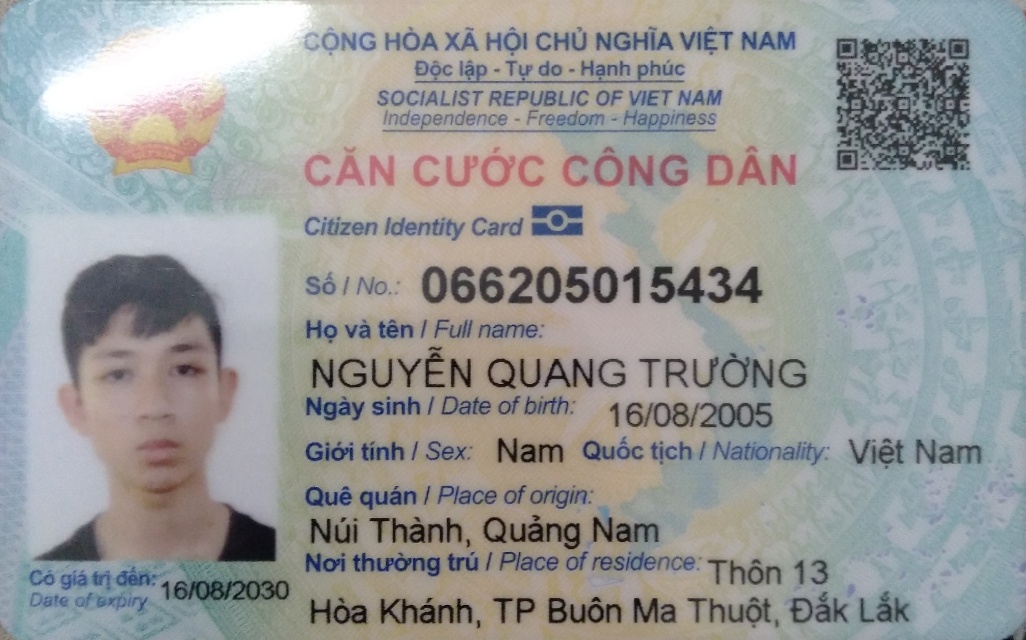 CỘNG HÒA XÃ HỘI CHỦ NGHĨA VIỆT NAM
Độc lập - Tự do - Hạnh phúc
SOCIALIST REPUBLIC OF VIET NAM
Independence - Freedom - Happiness
CĂN CƯỚC CÔNG DÂN
Citizen Identity Card
Số / No.: 066205015434
Họ và tên / Full name:
NGUYỄN QUANG TRƯỜNG
Ngày sinh / Date of birth: 16/08/2005
Giới tính / Sex: Nam Quốc tịch / Nationality: Việt Nam
Quê quán / Place of origin:
Núi Thành, Quảng Nam
Nơi thường trú / Place of residence: Thôn 13
Hòa Khánh, TP Buôn Ma Thuột, Đắk Lắk
Có giá trị đến: 16/08/2030
Date of expiry